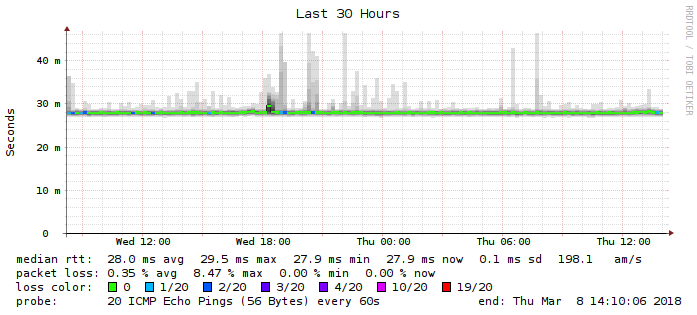 Last 30 Hours
RRDTOOL / TOBI OETIKER
Seconds
40 m
30 m
20 m
10 m
0
Wed 12:00 Wed 18:00 Thu 00:00 Thu 06:00 Thu 12:00
median rtt: 28.0 ms avg 29.5 ms max 27.9 ms min 27.9 ms now 0.1 ms sd 198.1 am/s
packet loss: 0.35 % avg 8.47 % max 0.00 % min 0.00 % now
loss color: 0 1/20 2/20 3/20 4/20 10/20 19/20
probe: 20 ICMP Echo Pings (56 Bytes) every 60s end: Thu Mar 8 14:10:06 2018